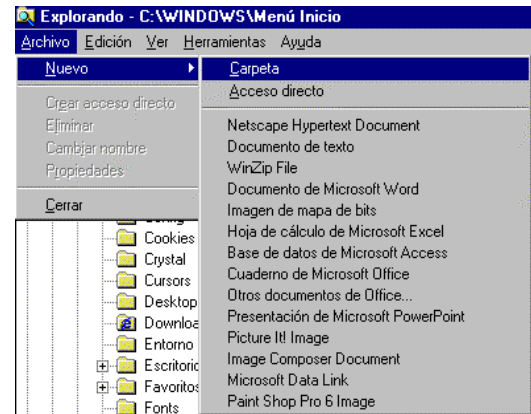 Explorando - C:\WINDOWS\Menú Inicio
Archivo Edición Ver Herramientas Ayuda
Nuevo
Crear acceso directo
Eliminar
Cambiar nombre
Propiedades
Cerrar
Carpeta
Acceso directo
Netscape Hypertext Document
Documento de texto
WinZip File
Documento de Microsoft Word
Imagen de mapa de bits
Hoja de cálculo de Microsoft Excel
Base de datos de Microsoft Access
Cuaderno de Microsoft Office
Otros documentos de Office...
Presentación de Microsoft PowerPoint
Picture It! Image
Image Composer Document
Microsoft Data Link
Paint Shop Pro 6 Image
Cookies
Crystal
Cursors
Desktop
Downloa
Entorno
Escritorio
Favoritos
Fonts